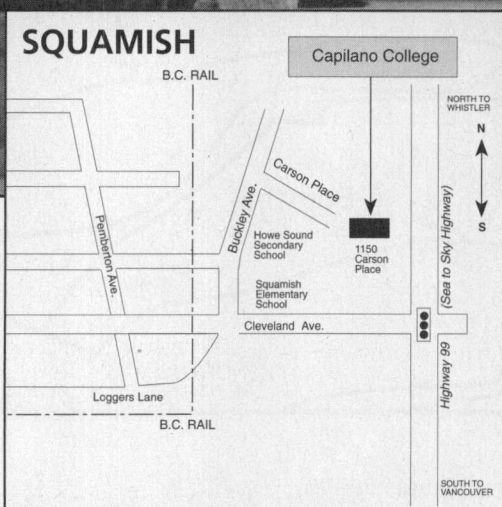 SQUAMISH
Capilano College
B.C. RAIL
NORTH TO
WHISTLER
N
S
Carson Place
Buckley Ave.
Pemberton Ave.
Howe Sound
Secondary
School
1150
Carson
Place
(Sea to Sky Highway)
Squamish
Elementary
School
Cleveland Ave.
Highway 99
Loggers Lane
B.C. RAIL
SOUTH TO
VANCOUVER